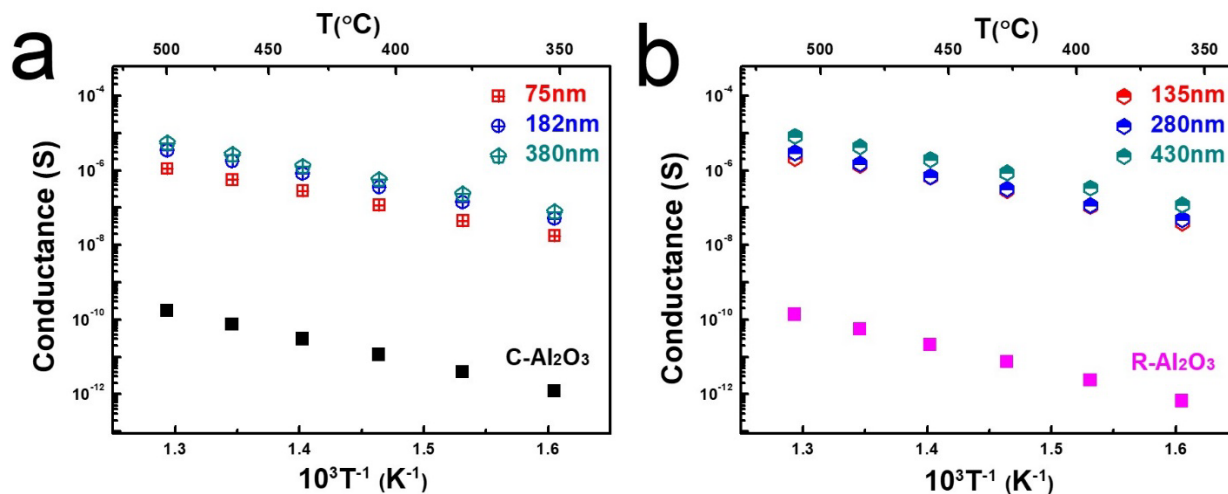 a
T(°C)
500 450 400 350
10⁻⁴
10⁻⁶
10⁻⁸
10⁻¹⁰
10⁻¹²
Conductance (S)
75nm
182nm
380nm
C-Al₂O₃
1.3 1.4 1.5 1.6
10³T⁻¹ (K⁻¹)
b
T(°C)
500 450 400 350
10⁻⁴
10⁻⁶
10⁻⁸
10⁻¹⁰
10⁻¹²
Conductance (S)
135nm
280nm
430nm
R-Al₂O₃
1.3 1.4 1.5 1.6
10³T⁻¹ (K⁻¹)